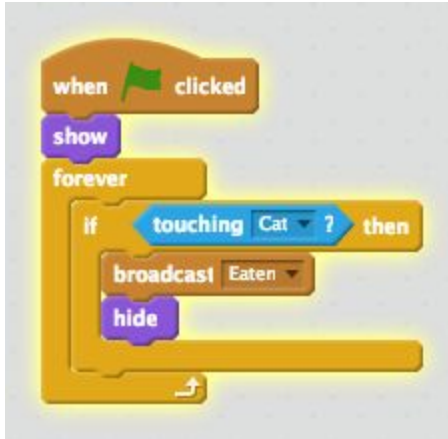 when clicked
show
forever
if touching Cat ? then
broadcast Eaten
hide